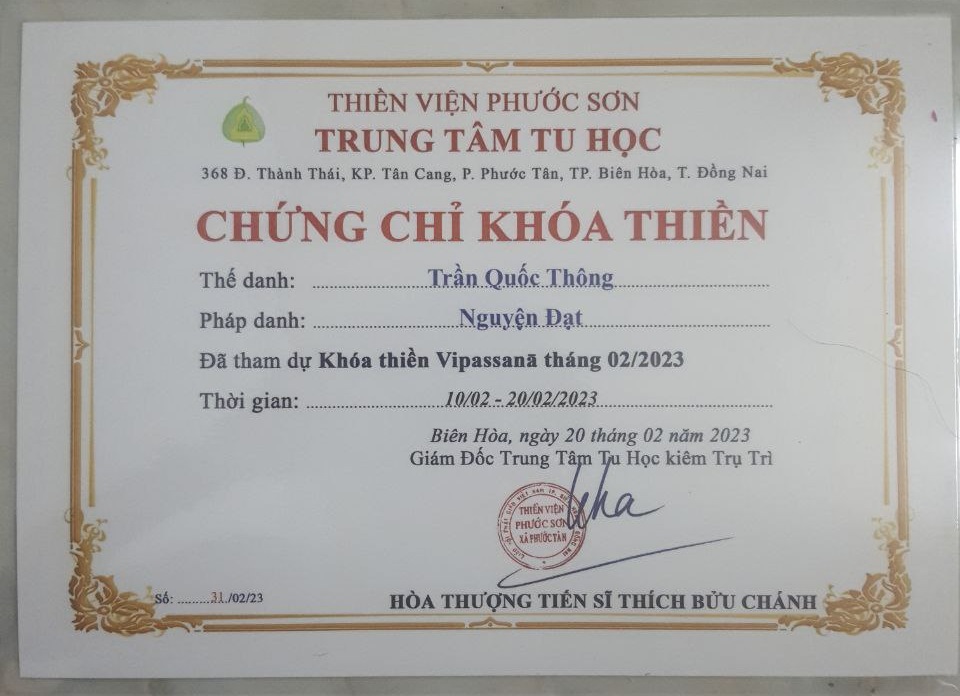 THIỀN VIỆN PHƯỚC SƠN
TRUNG TÂM TU HỌC
368 Đ. Thành Thái, KP. Tân Cang, P. Phước Tân, TP. Biên Hòa, T. Đồng Nai
CHỨNG CHỈ KHÓA THIỀN
Thế danh: Trần Quốc Thông
Pháp danh: Nguyện Đạt
Đã tham dự Khóa thiền Vipassanā tháng 02/2023
Thời gian: 10/02 - 20/02/2023
Biên Hòa, ngày 20 tháng 02 năm 2023
Giám Đốc Trung Tâm Tu Học kiêm Trụ Trì
THIỀN VIỆN
PHƯỚC SƠN
XÃ PHƯỚC TÂN
Số: 31/02/23
HÒA THƯỢNG TIẾN SĨ THÍCH BỬU CHÁNH